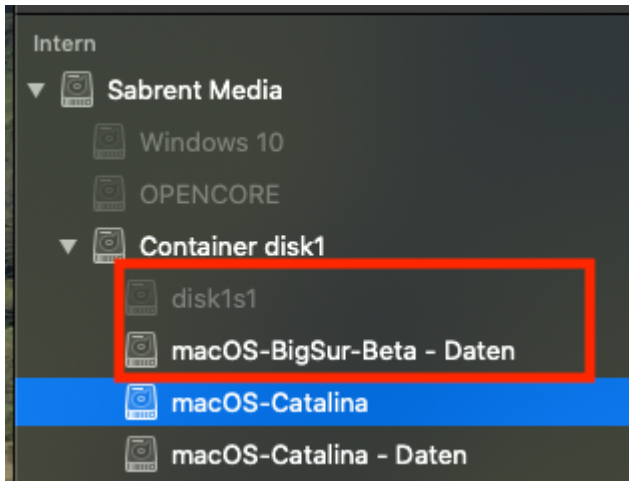 Intern
Sabrent Media
Windows 10
OPENCORE
Container disk1
disk1s1
macOS-BigSur-Beta - Daten
macOS-Catalina
macOS-Catalina - Daten